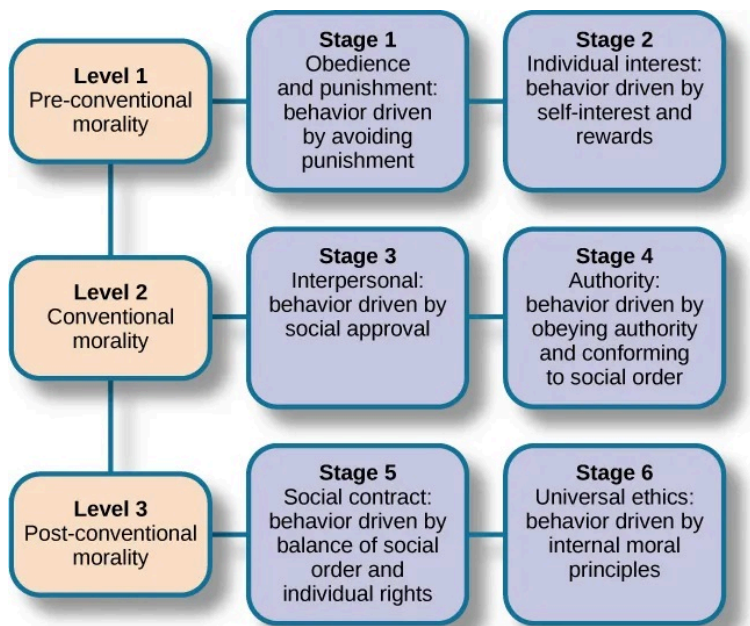 Level 1
Pre-conventional
morality
Stage 1
Obedience
and punishment:
behavior driven
by avoiding
punishment
Stage 2
Individual interest:
behavior driven by
self-interest and
rewards
Level 2
Conventional
morality
Stage 3
Interpersonal:
behavior driven by
social approval
Stage 4
Authority:
behavior driven by
obeying authority
and conforming
to social order
Level 3
Post-conventional
morality
Stage 5
Social contract:
behavior driven by
balance of social
order and
individual rights
Stage 6
Universal ethics:
behavior driven by
internal moral
principles